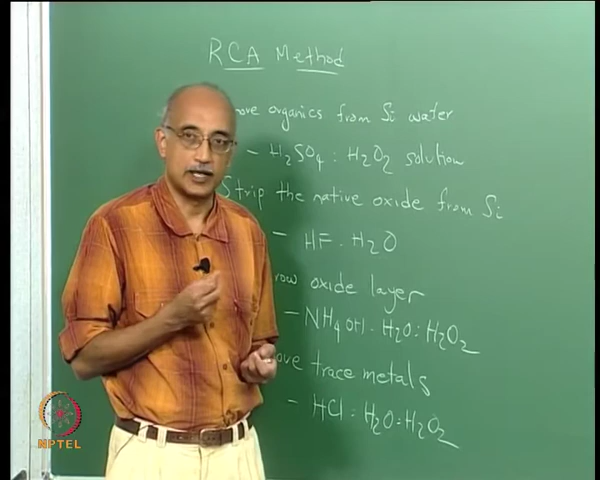 RCA Method
organics from Si water
- H2SO4 : H2O2 solution
Strip the native oxide from Si
- HF . H2O
oxide layer
- NH4OH . H2O : H2O2
trace metals
- HCl : H2O : H2O2
NPTEL